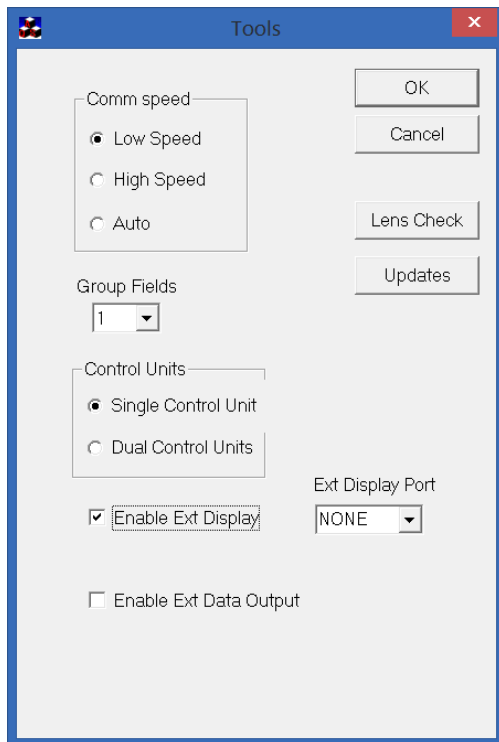 Tools
x
Comm speed
Low Speed
High Speed
Auto
OK
Cancel
Lens Check
Updates
Group Fields
1
Control Units
Single Control Unit
Dual Control Units
Enable Ext Display
Ext Display Port
NONE
Enable Ext Data Output